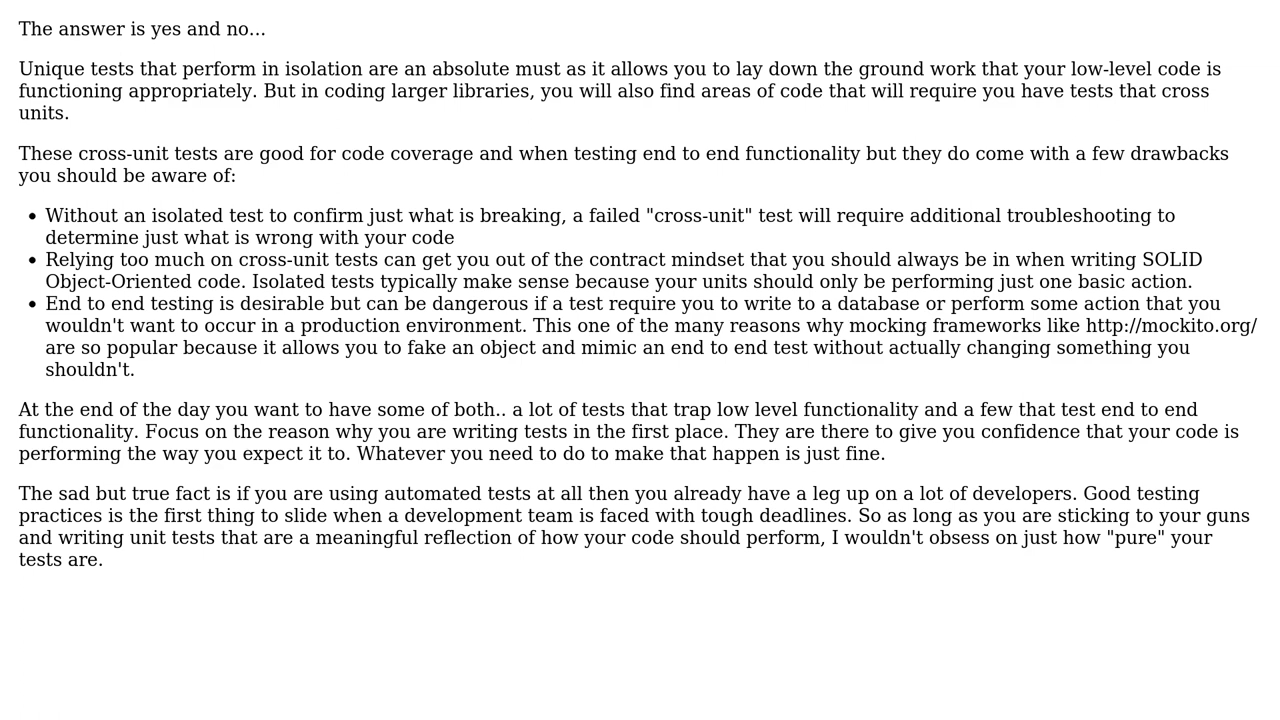 The answer is yes and no...
Unique tests that perform in isolation are an absolute must as it allows you to lay down the ground work that your low-level code is
functioning appropriately. But in coding larger libraries, you will also find areas of code that will require you have tests that cross
units.
These cross-unit tests are good for code coverage and when testing end to end functionality but they do come with a few drawbacks
you should be aware of:
• Without an isolated test to confirm just what is breaking, a failed "cross-unit" test will require additional troubleshooting to
determine just what is wrong with your code
• Relying too much on cross-unit tests can get you out of the contract mindset that you should always be in when writing SOLID
Object-Oriented code. Isolated tests typically make sense because your units should only be performing just one basic action.
• End to end testing is desirable but can be dangerous if a test require you to write to a database or perform some action that you
wouldn't want to occur in a production environment. This one of the many reasons why mocking frameworks like http://mockito.org/
are so popular because it allows you to fake an object and mimic an end to end test without actually changing something you
shouldn't.
At the end of the day you want to have some of both.. a lot of tests that trap low level functionality and a few that test end to end
functionality. Focus on the reason why you are writing tests in the first place. They are there to give you confidence that your code is
performing the way you expect it to. Whatever you need to do to make that happen is just fine.
The sad but true fact is if you are using automated tests at all then you already have a leg up on a lot of developers. Good testing
practices is the first thing to slide when a development team is faced with tough deadlines. So as long as you are sticking to your guns
and writing unit tests that are a meaningful reflection of how your code should perform, I wouldn't obsess on just how "pure" your
tests are.